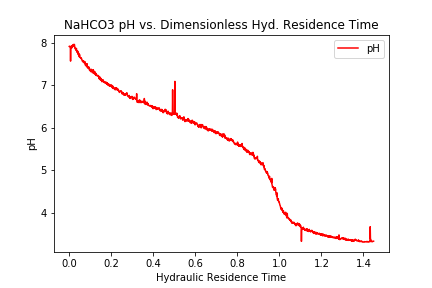 NaHCO3 pH vs. Dimensionless Hyd. Residence Time
pH
8
7
6
5
4
pH
0.0 0.2 0.4 0.6 0.8 1.0 1.2 1.4
Hydraulic Residence Time